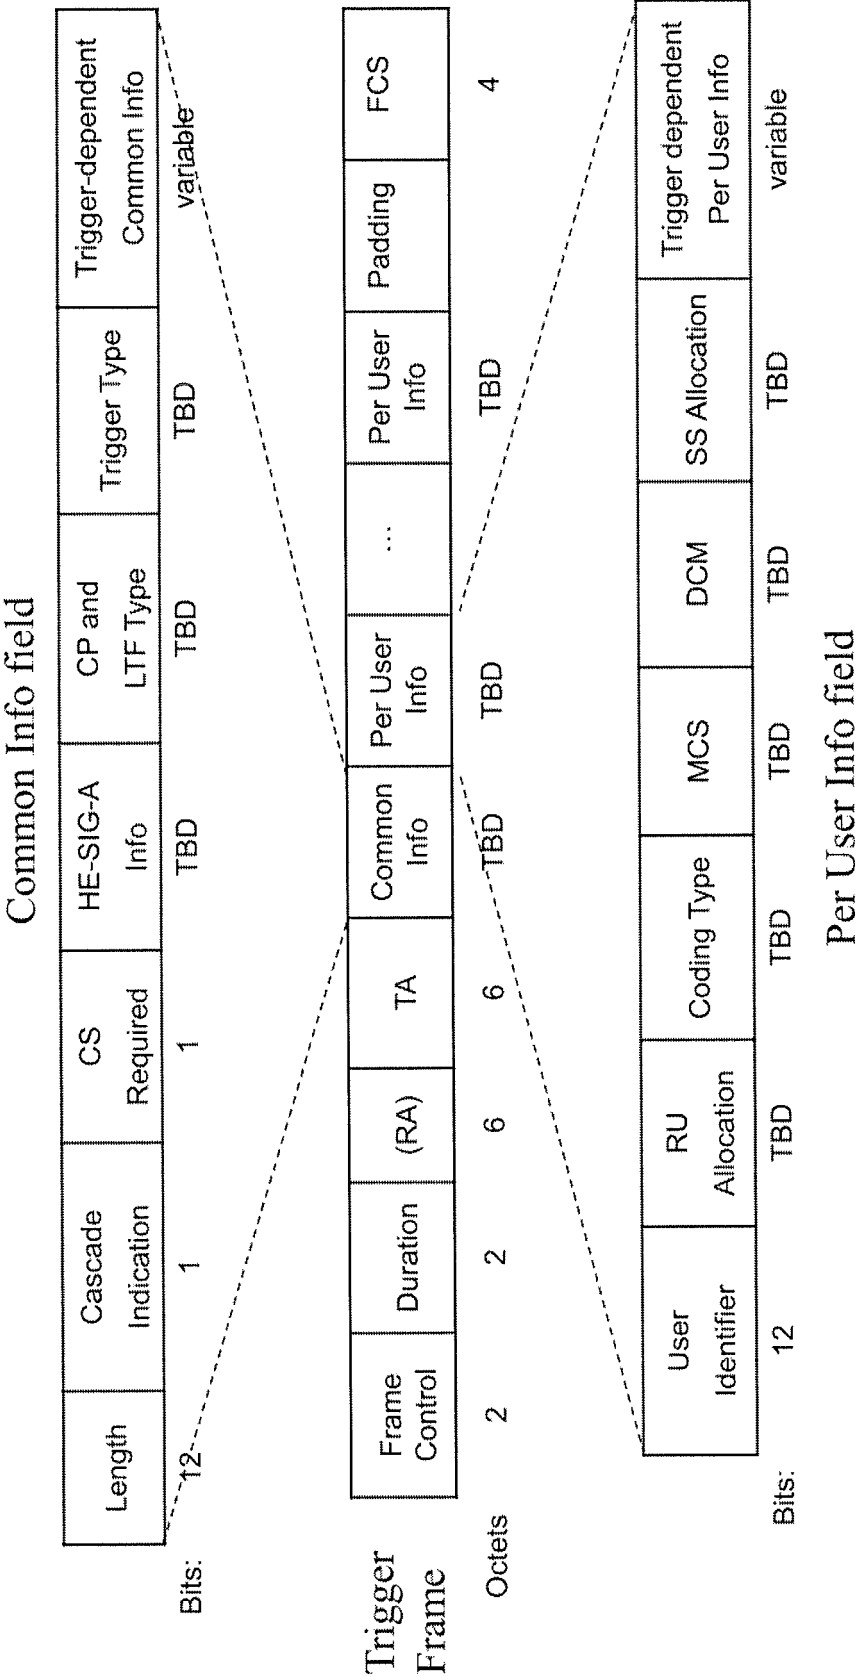 Common Info field
Length
Cascade
Indication
CS
Required
HE-SIG-A
Info
CP and
LTF Type
Trigger Type
Trigger-dependent
Common Info
Bits:
12
1
1
TBD
TBD
TBD
variable
Trigger
Frame
Frame
Control
Duration
(RA)
TA
Common
Info
Per User
Info
...
Per User
Info
Padding
FCS
Octets
2
2
6
6
TBD
TBD
TBD
4
User
Identifier
RU
Allocation
Coding Type
MCS
DCM
SS Allocation
Trigger dependent
Per User Info
Bits:
12
TBD
TBD
TBD
TBD
TBD
variable
Per User Info field